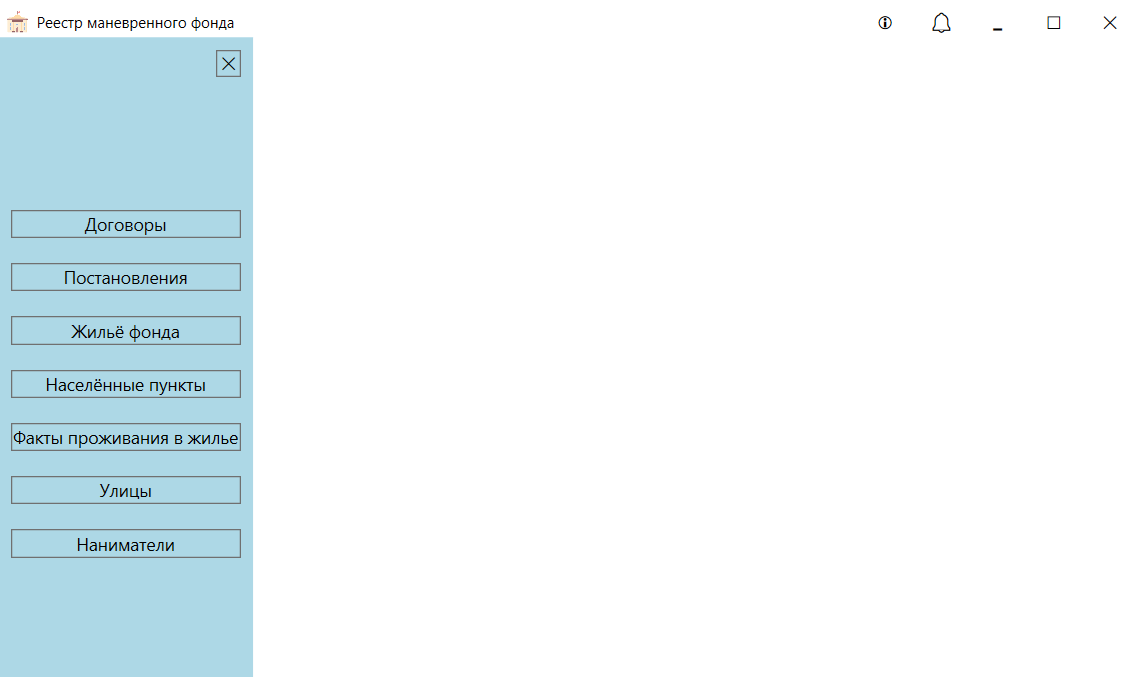 Реестр маневренного фонда
Договоры
Постановления
Жильё фонда
Населённые пункты
Факты проживания в жилье
Улицы
Наниматели